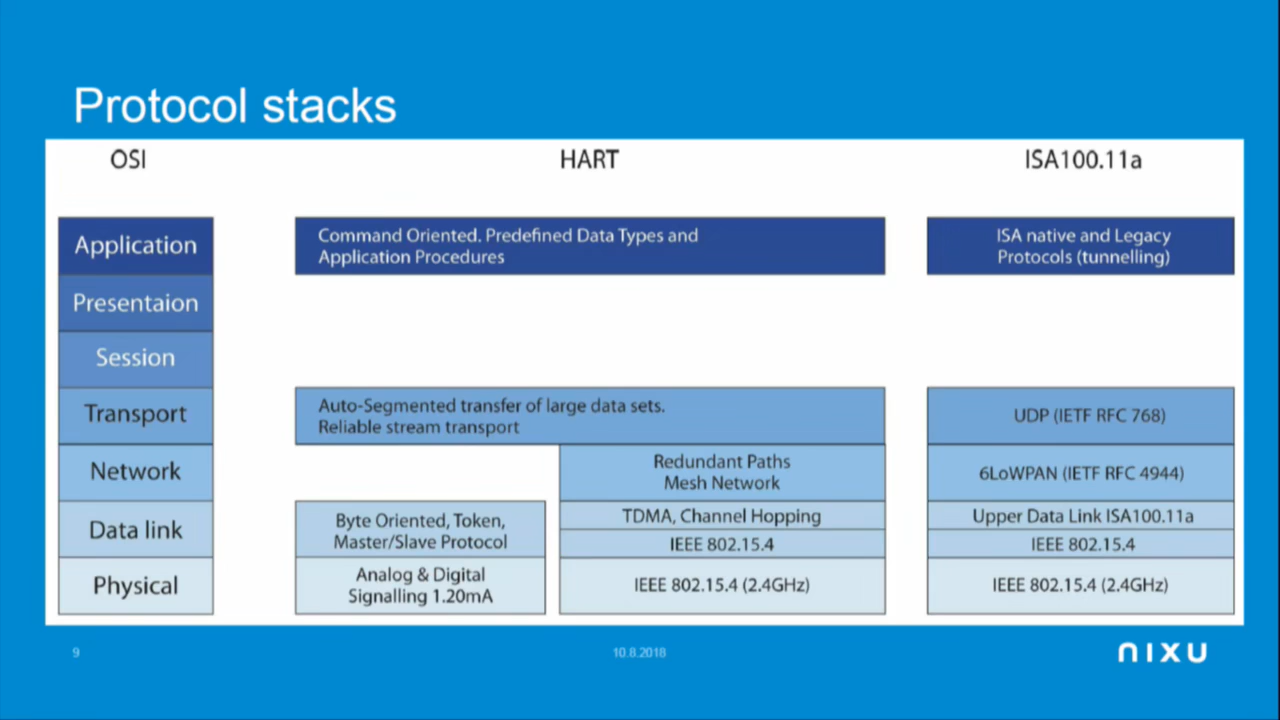 Protocol stacks
OSI
HART
ISA100.11a
Application
Command Oriented. Predefined Data Types and
Application Procedures
ISA native and Legacy
Protocols (tunnelling)
Presentaion
Session
Transport
Auto-Segmented transfer of large data sets.
Reliable stream transport
UDP (IETF RFC 768)
Network
Redundant Paths
Mesh Network
6LoWPAN (IETF RFC 4944)
Data link
Byte Oriented, Token,
Master/Slave Protocol
TDMA, Channel Hopping
IEEE 802.15.4
Upper Data Link ISA100.11a
IEEE 802.15.4
Physical
Analog & Digital
Signalling 1.20mA
IEEE 802.15.4 (2.4GHz)
IEEE 802.15.4 (2.4GHz)
9
10.8.2018
NIXU